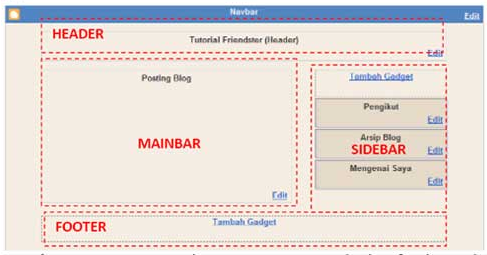 Navbar
Edit
HEADER
Tutorial Friendster (Header)
Edit
Posting Blog
MAINBAR
Edit
Tambah Gadget
Pengikut
Edit
Arsip Blog
SIDEBAR
Edit
Mengenai Saya
Edit
FOOTER
Tambah Gadget